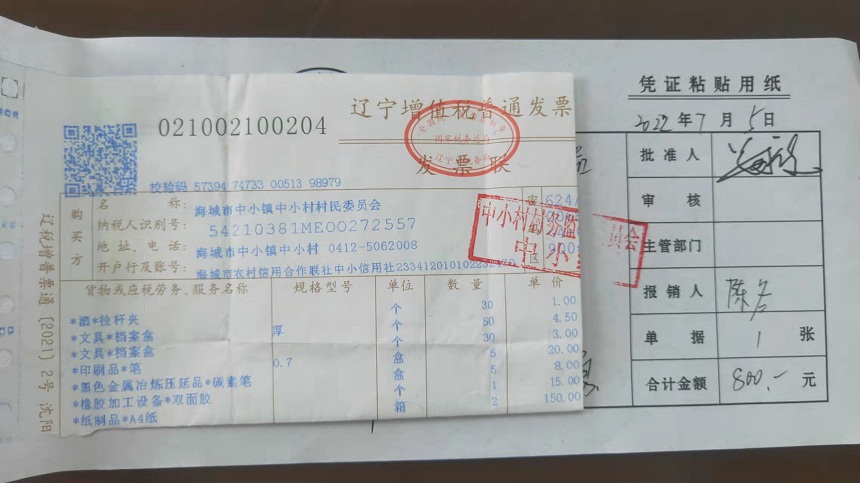 凭证粘贴用纸
2022年7月5日
批准人
审核
主管部门
报销人
单据 1 张
合计金额 800.- 元
辽宁增值税普通发票
发票联
021002100204
校验码 57394 74733 00513 98979
购买方
名称: 海城市中小镇中小村村民委员会
纳税人识别号: 54210381ME00272557
地址、电话: 海城市中小镇中小村 0412-5062008
开户行及账号: 海城市农村信用合作联社中小信用社
货物或应税劳务、服务名称 规格型号 单位 数量 单价
拉杆夹 个 30 1.00
*文具*档案盒 厚 个 50 4.50
*文具*档案盒 个 30 3.00
*印刷品*笔 盒 5 20.00
*黑色金属冶炼压延品*碳素笔 0.7 盒 5 8.00
*橡胶加工设备*双面胶 个 1 15.00
*纸制品*A4纸 箱 2 150.00
辽税增普票通〔2021〕2号 沈阳